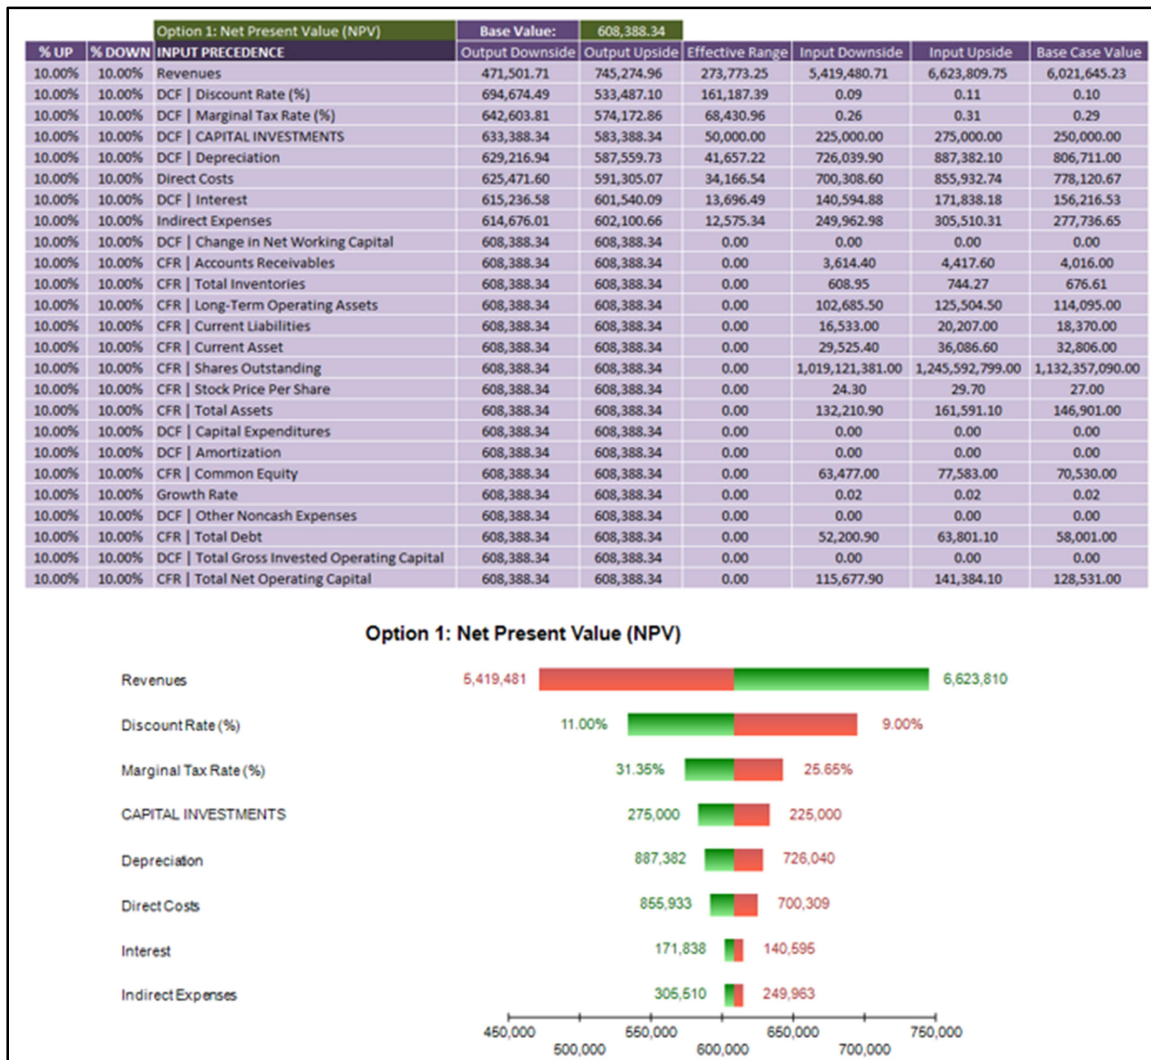 Option 1: Net Present Value (NPV) Base Value: 608,388.34
% UP % DOWN INPUT PRECEDENCE Output Downside Output Upside Effective Range Input Downside Input Upside Base Case Value
10.00% 10.00% Revenues 471,501.71 745,274.96 273,773.25 5,419,480.71 6,623,809.75 6,021,645.23
10.00% 10.00% DCF | Discount Rate (%) 694,674.49 533,487.10 161,187.39 0.09 0.11 0.10
10.00% 10.00% DCF | Marginal Tax Rate (%) 642,603.81 574,172.86 68,430.96 0.26 0.31 0.29
10.00% 10.00% DCF | CAPITAL INVESTMENTS 633,388.34 583,388.34 50,000.00 225,000.00 275,000.00 250,000.00
10.00% 10.00% DCF | Depreciation 629,216.94 587,559.73 41,657.22 726,039.90 887,382.10 806,711.00
10.00% 10.00% Direct Costs 625,471.60 591,305.07 34,166.54 700,308.60 855,932.74 778,120.67
10.00% 10.00% DCF | Interest 615,236.58 601,540.09 13,696.49 140,594.88 171,838.18 156,216.53
10.00% 10.00% Indirect Expenses 614,676.01 602,100.66 12,575.34 249,962.98 305,510.31 277,736.65
10.00% 10.00% DCF | Change in Net Working Capital 608,388.34 608,388.34 0.00 0.00 0.00 0.00
10.00% 10.00% CFR | Accounts Receivables 608,388.34 608,388.34 0.00 3,614.40 4,417.60 4,016.00
10.00% 10.00% CFR | Total Inventories 608,388.34 608,388.34 0.00 608.95 744.27 676.61
10.00% 10.00% CFR | Long-Term Operating Assets 608,388.34 608,388.34 0.00 102,685.50 125,504.50 114,095.00
10.00% 10.00% CFR | Current Liabilities 608,388.34 608,388.34 0.00 16,533.00 20,207.00 18,370.00
10.00% 10.00% CFR | Current Asset 608,388.34 608,388.34 0.00 29,525.40 36,086.60 32,806.00
10.00% 10.00% CFR | Shares Outstanding 608,388.34 608,388.34 0.00 1,019,121,381.00 1,245,592,799.00 1,132,357,090.00
10.00% 10.00% CFR | Stock Price Per Share 608,388.34 608,388.34 0.00 24.30 29.70 27.00
10.00% 10.00% CFR | Total Assets 608,388.34 608,388.34 0.00 132,210.90 161,591.10 146,901.00
10.00% 10.00% DCF | Capital Expenditures 608,388.34 608,388.34 0.00 0.00 0.00 0.00
10.00% 10.00% DCF | Amortization 608,388.34 608,388.34 0.00 0.00 0.00 0.00
10.00% 10.00% CFR | Common Equity 608,388.34 608,388.34 0.00 63,477.00 77,583.00 70,530.00
10.00% 10.00% Growth Rate 608,388.34 608,388.34 0.00 0.02 0.02 0.02
10.00% 10.00% DCF | Other Noncash Expenses 608,388.34 608,388.34 0.00 0.00 0.00 0.00
10.00% 10.00% CFR | Total Debt 608,388.34 608,388.34 0.00 52,200.90 63,801.10 58,001.00
10.00% 10.00% DCF | Total Gross Invested Operating Capital 608,388.34 608,388.34 0.00 0.00 0.00 0.00
10.00% 10.00% CFR | Total Net Operating Capital 608,388.34 608,388.34 0.00 115,677.90 141,384.10 128,531.00
Option 1: Net Present Value (NPV)
Revenues 5,419,481 6,623,810
Discount Rate (%) 11.00% 9.00%
Marginal Tax Rate (%) 31.35% 25.65%
CAPITAL INVESTMENTS 275,000 225,000
Depreciation 887,382 726,040
Direct Costs 855,933 700,309
Interest 171,838 140,595
Indirect Expenses 305,510 249,963
450,000 550,000 650,000 750,000
500,000 600,000 700,000